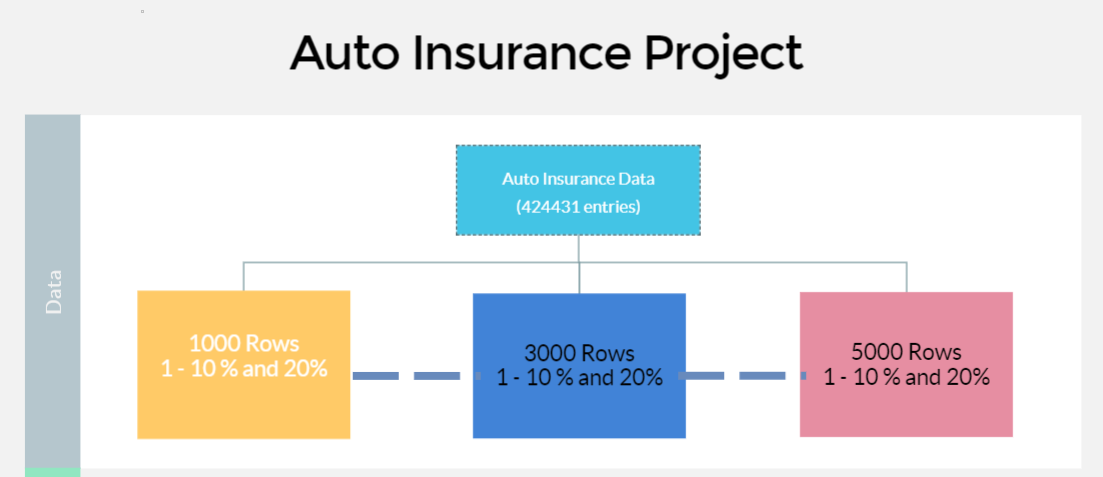 Auto Insurance Project
Data
Auto Insurance Data
(424431 entries)
1000 Rows
1 - 10 % and 20%
3000 Rows
1 - 10 % and 20%
5000 Rows
1 - 10 % and 20%